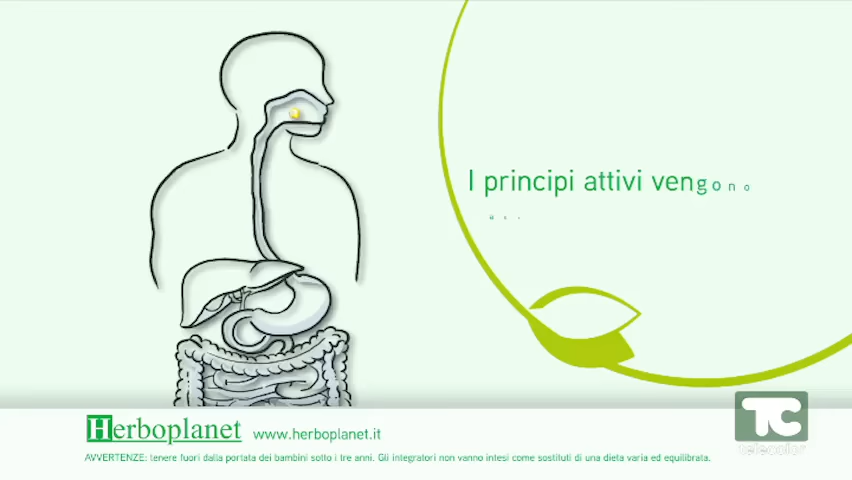 I principi attivi vengono
Herboplanet www.herboplanet.it
AVVERTENZE: tenere fuori dalla portata dei bambini sotto i tre anni. Gli integratori non vanno intesi come sostituti di una dieta varia ed equilibrata.
TC
telecolor